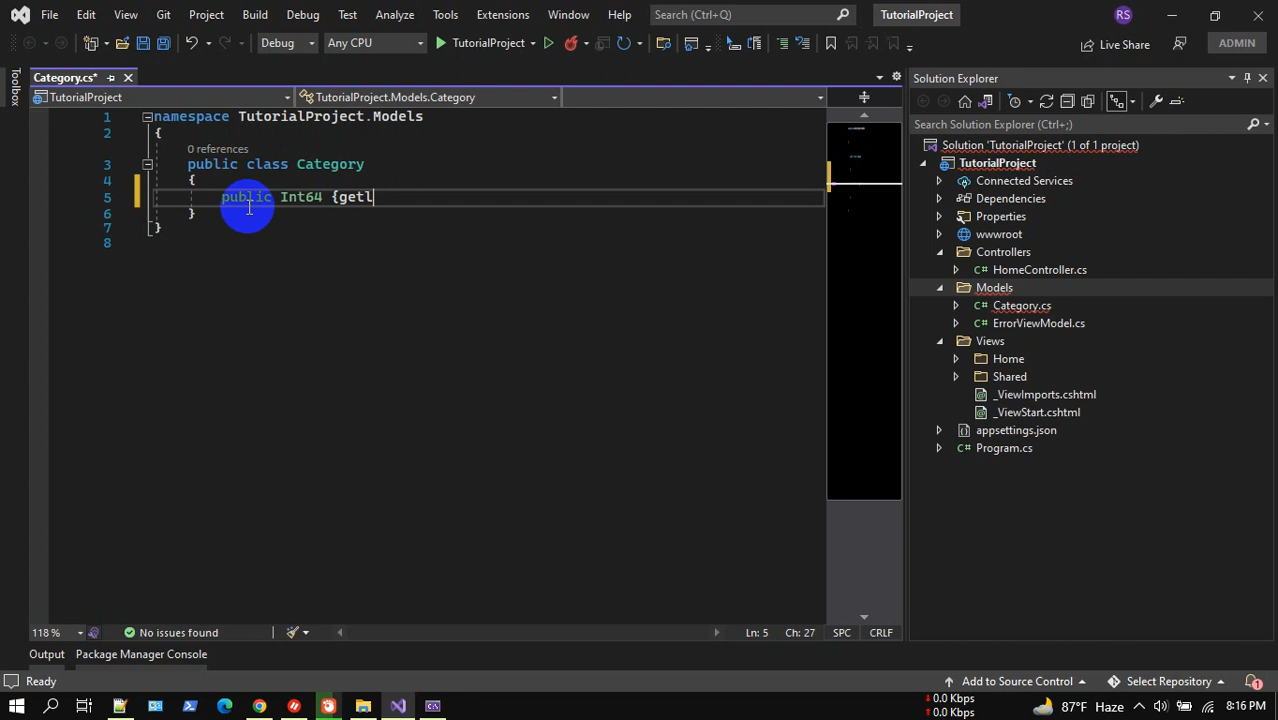 File Edit View Git Project Build Debug Test Analyze Tools Extensions Window Help Search (Ctrl+Q) TutorialProject RS
Debug Any CPU TutorialProject Live Share ADMIN
Toolbox
Category.cs*
TutorialProject TutorialProject.Models.Category
1 namespace TutorialProject.Models
2 {
0 references
3 public class Category
4 {
5 public Int64 {getl
6 }
7 }
8
118 % No issues found Ln: 5 Ch: 27 SPC CRLF
Output Package Manager Console
Solution Explorer
Search Solution Explorer (Ctrl+;)
Solution 'TutorialProject' (1 of 1 project)
TutorialProject
Connected Services
Dependencies
Properties
wwwroot
Controllers
C# HomeController.cs
Models
C# Category.cs
C# ErrorViewModel.cs
Views
Home
Shared
_ViewImports.cshtml
_ViewStart.cshtml
appsettings.json
C# Program.cs
Ready Add to Source Control Select Repository 1
0.0 Kbps
0.0 Kbps
87°F Haze 8:16 PM